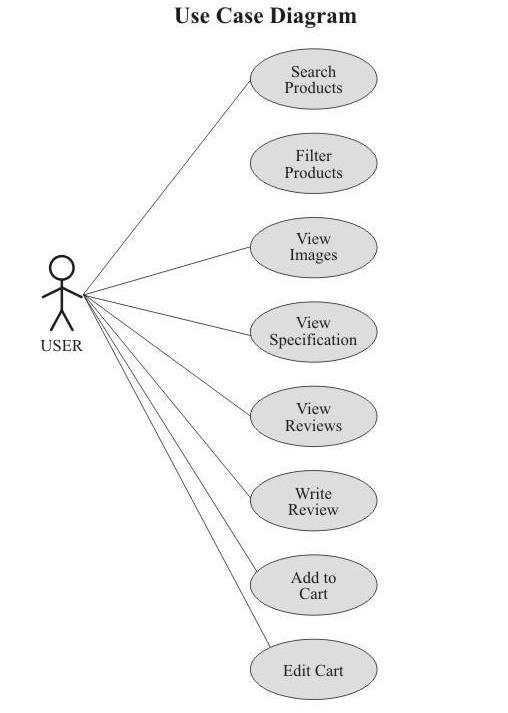 Use Case Diagram
Search
Products
Filter
Products
View
Images
View
Specification
USER
View
Reviews
Write
Review
Add to
Cart
Edit Cart